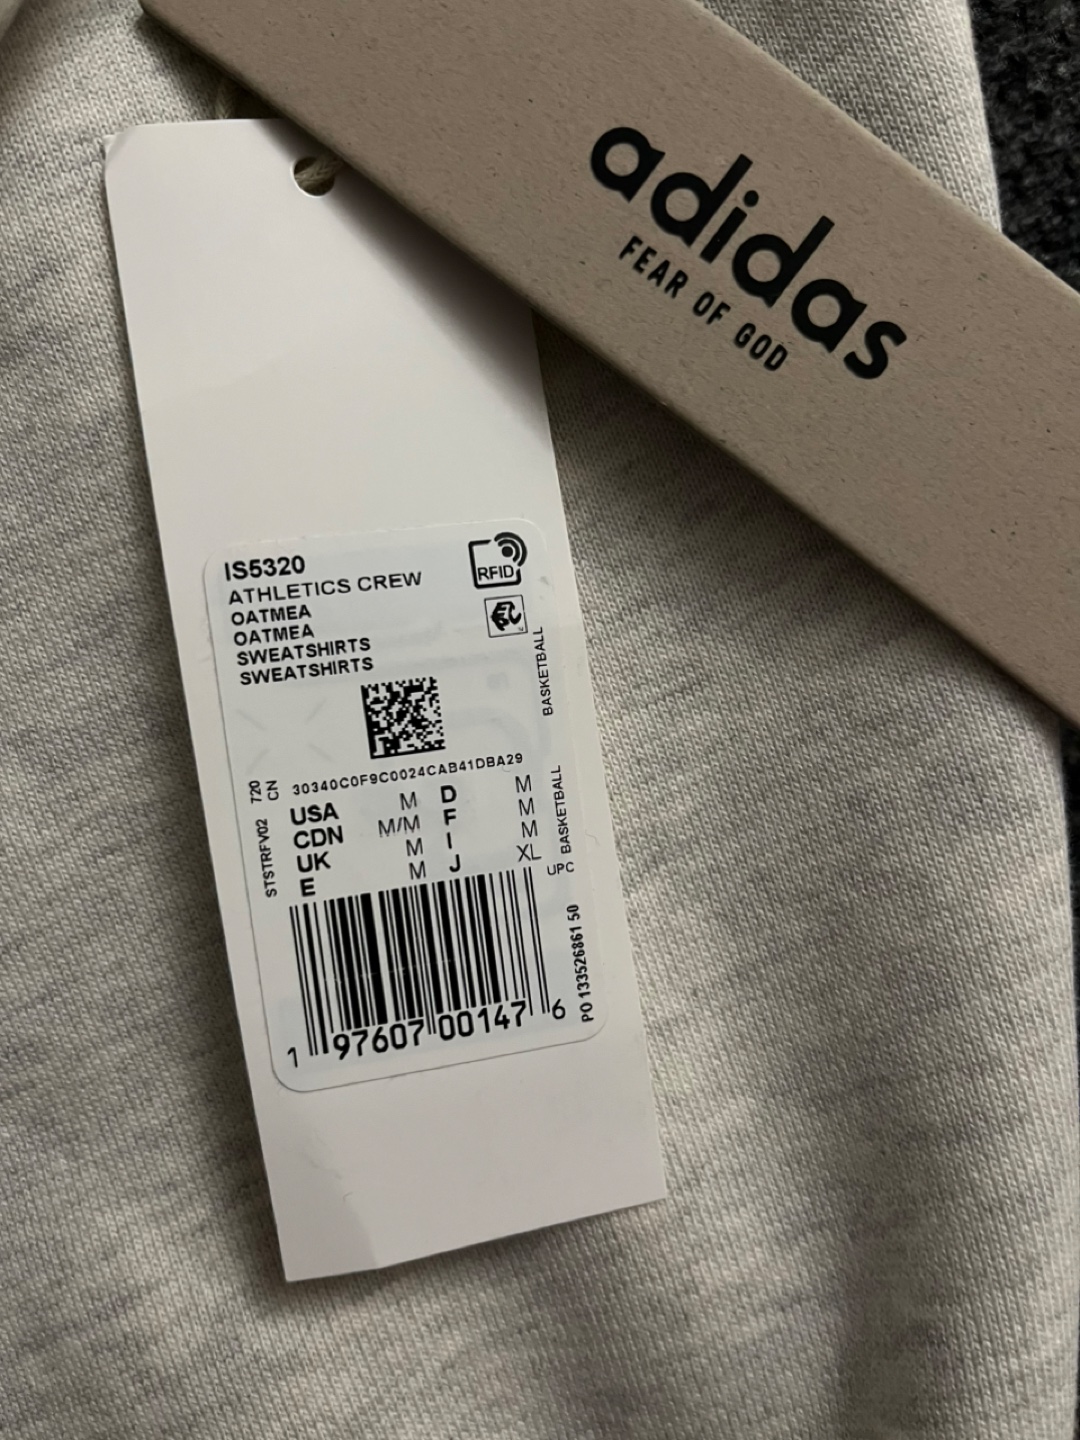 adidas
FEAR OF GOD
IS5320
ATHLETICS CREW
OATMEA
OATMEA
SWEATSHIRTS
SWEATSHIRTS
RFID
BASKETBALL
BASKETBALL
30340C0F9C0024CAB41DBA29
720
CN
STSTRFV02
USA M D M
CDN M/M F M
UK M I M
E M J XL
UPC
PO 133526861 50
1 97607 00147 6